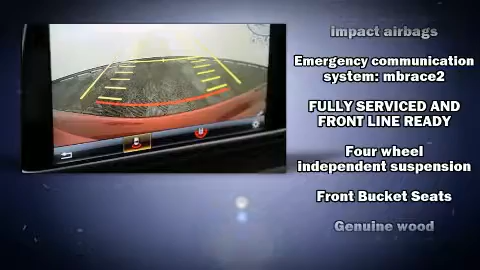 Impact airbags
Emergency communication
system: mbrace2
FULLY SERVICED AND
FRONT LINE READY
Four wheel
independent suspension
Front Bucket Seats
Genuine wood